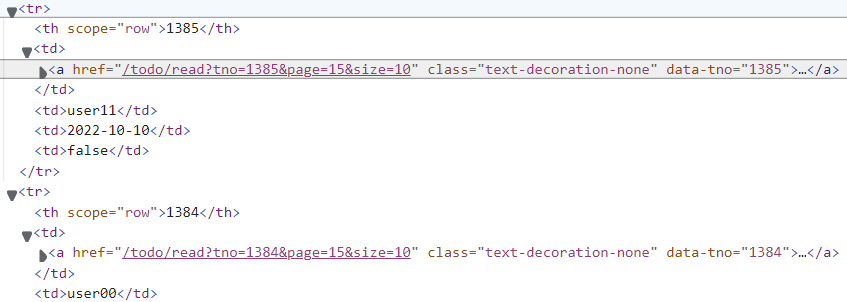 <tr>
<th scope="row">1385</th>
<td>
<a href="/todo/read?tno=1385&page=15&size=10" class="text-decoration-none" data-tno="1385">…</a>
</td>
<td>user11</td>
<td>2022-10-10</td>
<td>false</td>
</tr>
<tr>
<th scope="row">1384</th>
<td>
<a href="/todo/read?tno=1384&page=15&size=10" class="text-decoration-none" data-tno="1384">…</a>
</td>
<td>user00</td>